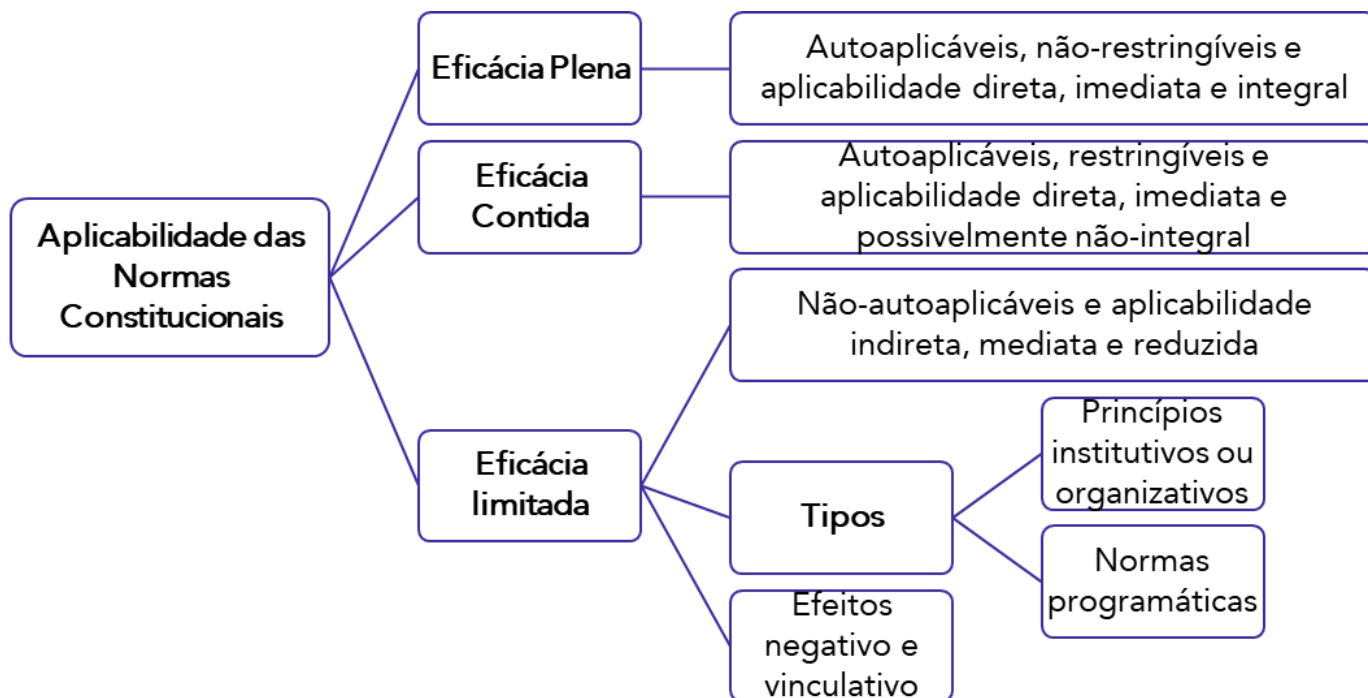 Aplicabilidade das
Normas
Constitucionais
Eficácia Plena
Autoaplicáveis, não-restringíveis e
aplicabilidade direta, imediata e integral
Eficácia
Contida
Autoaplicáveis, restringíveis e
aplicabilidade direta, imediata e
possivelmente não-integral
Eficácia
limitada
Não-autoaplicáveis e aplicabilidade
indireta, mediata e reduzida
Tipos
Princípios
institutivos ou
organizativos
Normas
programáticas
Efeitos
negativo e
vinculativo